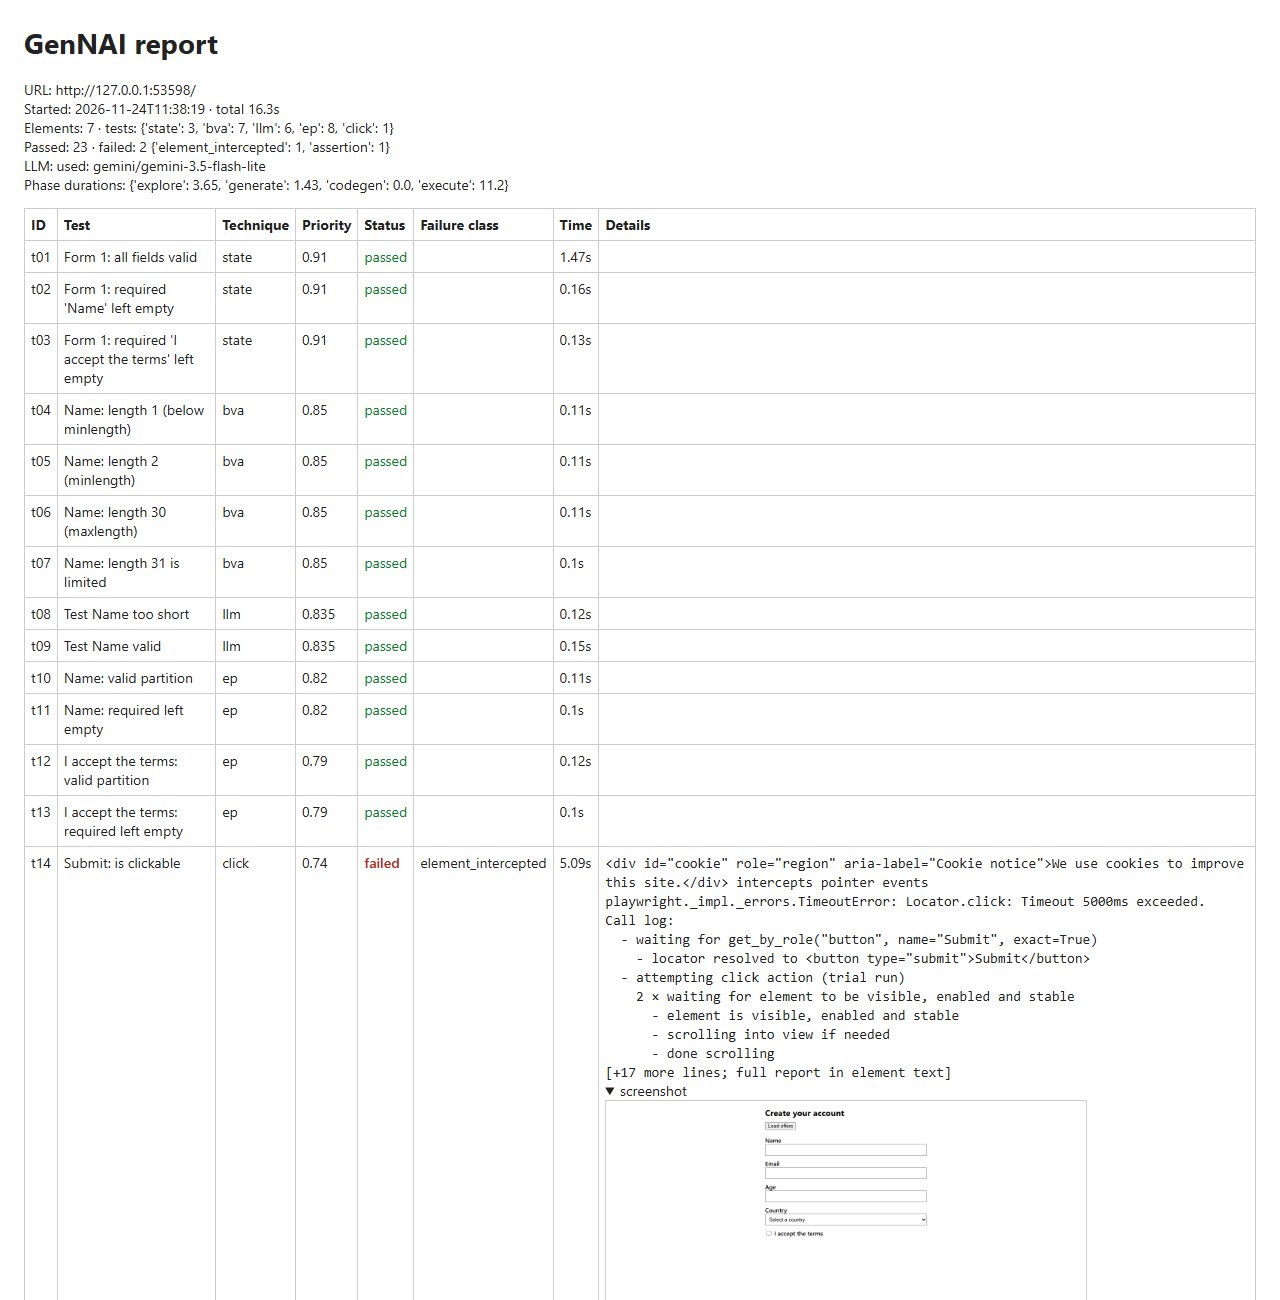 GenNAI report
URL: http://127.0.0.1:53598/
Started: 2026-11-24T11:38:19 · total 16.3s
Elements: 7 · tests: {'state': 3, 'bva': 7, 'llm': 6, 'ep': 8, 'click': 1}
Passed: 23 · failed: 2 {'element_intercepted': 1, 'assertion': 1}
LLM: used: gemini/gemini-3.5-flash-lite
Phase durations: {'explore': 3.65, 'generate': 1.43, 'codegen': 0.0, 'execute': 11.2}
ID Test Technique Priority Status Failure class Time Details
t01 Form 1: all fields valid state 0.91 passed 1.47s
t02 Form 1: required state 0.91 passed 0.16s
'Name' left empty
t03 Form 1: required 'I state 0.91 passed 0.13s
accept the terms' left
empty
t04 Name: length 1 (below bva 0.85 passed 0.11s
minlength)
t05 Name: length 2 bva 0.85 passed 0.11s
(minlength)
t06 Name: length 30 bva 0.85 passed 0.11s
(maxlength)
t07 Name: length 31 is bva 0.85 passed 0.1s
limited
t08 Test Name too short llm 0.835 passed 0.12s
t09 Test Name valid llm 0.835 passed 0.15s
t10 Name: valid partition ep 0.82 passed 0.11s
t11 Name: required left ep 0.82 passed 0.1s
empty
t12 I accept the terms: ep 0.79 passed 0.12s
valid partition
t13 I accept the terms: ep 0.79 passed 0.1s
required left empty
t14 Submit: is clickable click 0.74 failed element_intercepted 5.09s <div id="cookie" role="region" aria-label="Cookie notice">We use cookies to improve
this site.</div> intercepts pointer events
playwright._impl._errors.TimeoutError: Locator.click: Timeout 5000ms exceeded.
Call log:
- waiting for get_by_role("button", name="Submit", exact=True)
- locator resolved to <button type="submit">Submit</button>
- attempting click action (trial run)
2 × waiting for element to be visible, enabled and stable
- element is visible, enabled and stable
- scrolling into view if needed
- done scrolling
[+17 more lines; full report in element text]
▼ screenshot
Create your account
Load offers
Name
Email
Age
Country
Select a country
I accept the terms